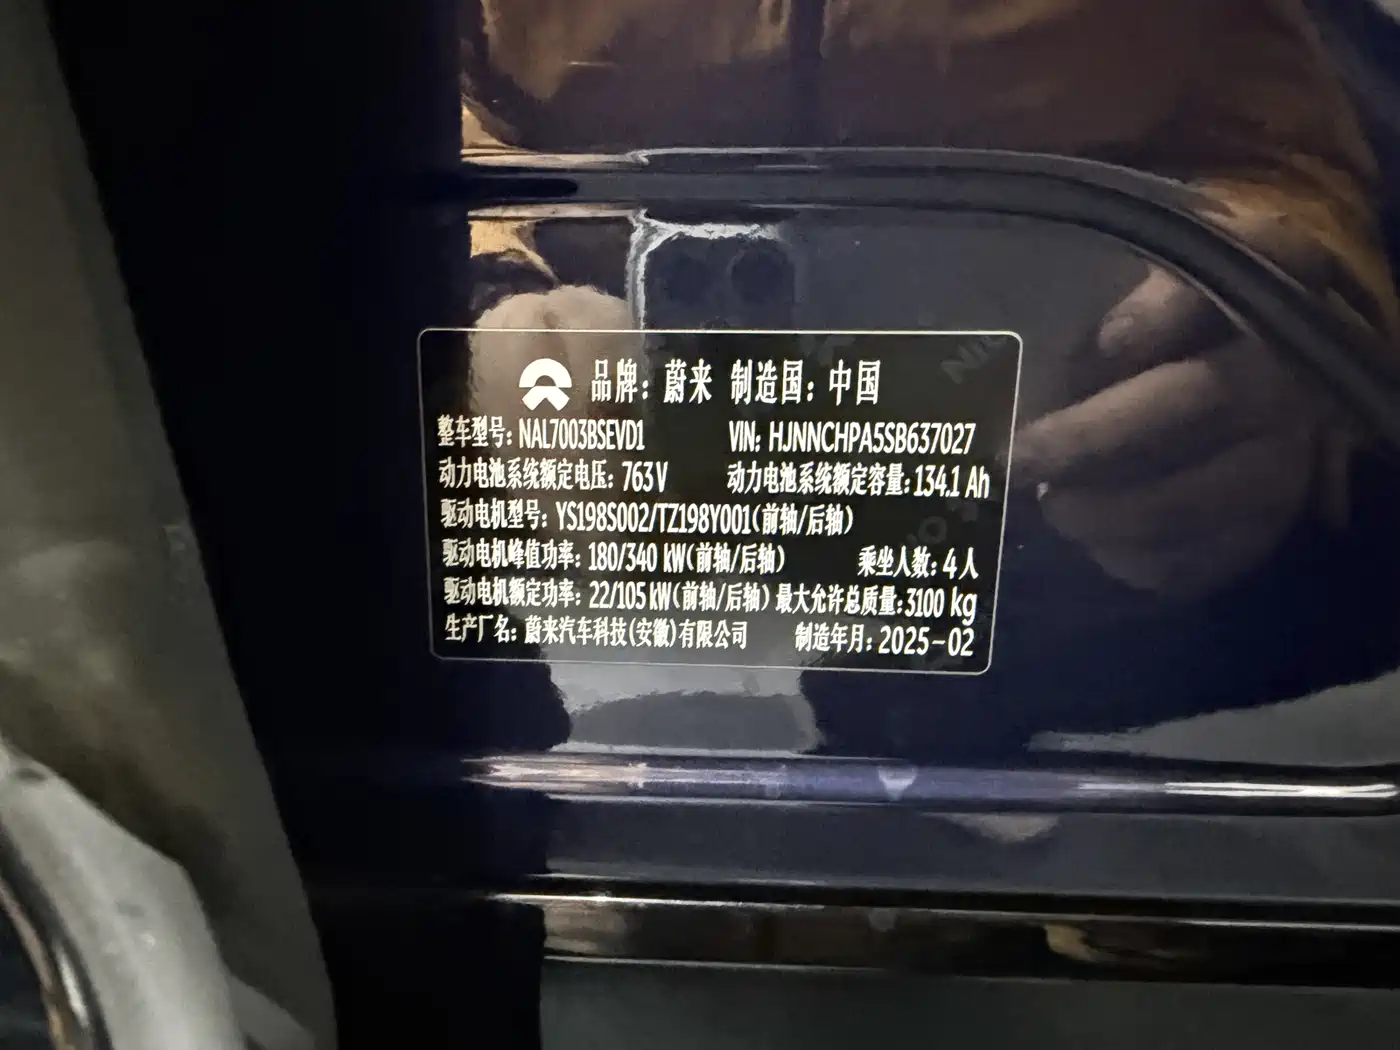 品牌：蔚来 制造国：中国
整车型号：NAL7003BSEVD1 VIN: HJNNCHPA5SB637027
动力电池系统额定电压：763V 动力电池系统额定容量：134.1 Ah
驱动电机型号：YS198S002/TZ198Y001(前轴/后轴)
驱动电机峰值功率：180/340 kW(前轴/后轴) 乘坐人数：4人
驱动电机额定功率：22/105 kW(前轴/后轴) 最大允许总质量：3100 kg
生产厂名：蔚来汽车科技(安徽)有限公司 制造年月：2025-02